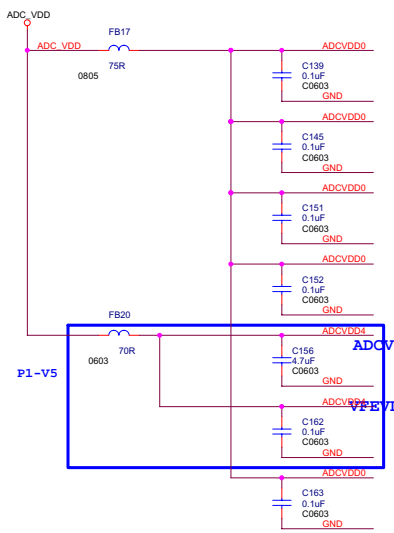 ADC_VDD
FB17
ADC_VDD
ADCVDD0
75R
0805
C139
0.1uF
C0603
GND
ADCVDD0
C145
0.1uF
C0603
GND
ADCVDD0
C151
0.1uF
C0603
GND
ADCVDD0
C152
0.1uF
C0603
GND
FB20
ADCVDD4
ADCV
70R
0603
C156
4.7uF
C0603
P1-V5
GND
ADCVDD4
C162
0.1uF
C0603
GND
ADCVDD0
C163
0.1uF
C0603
GND